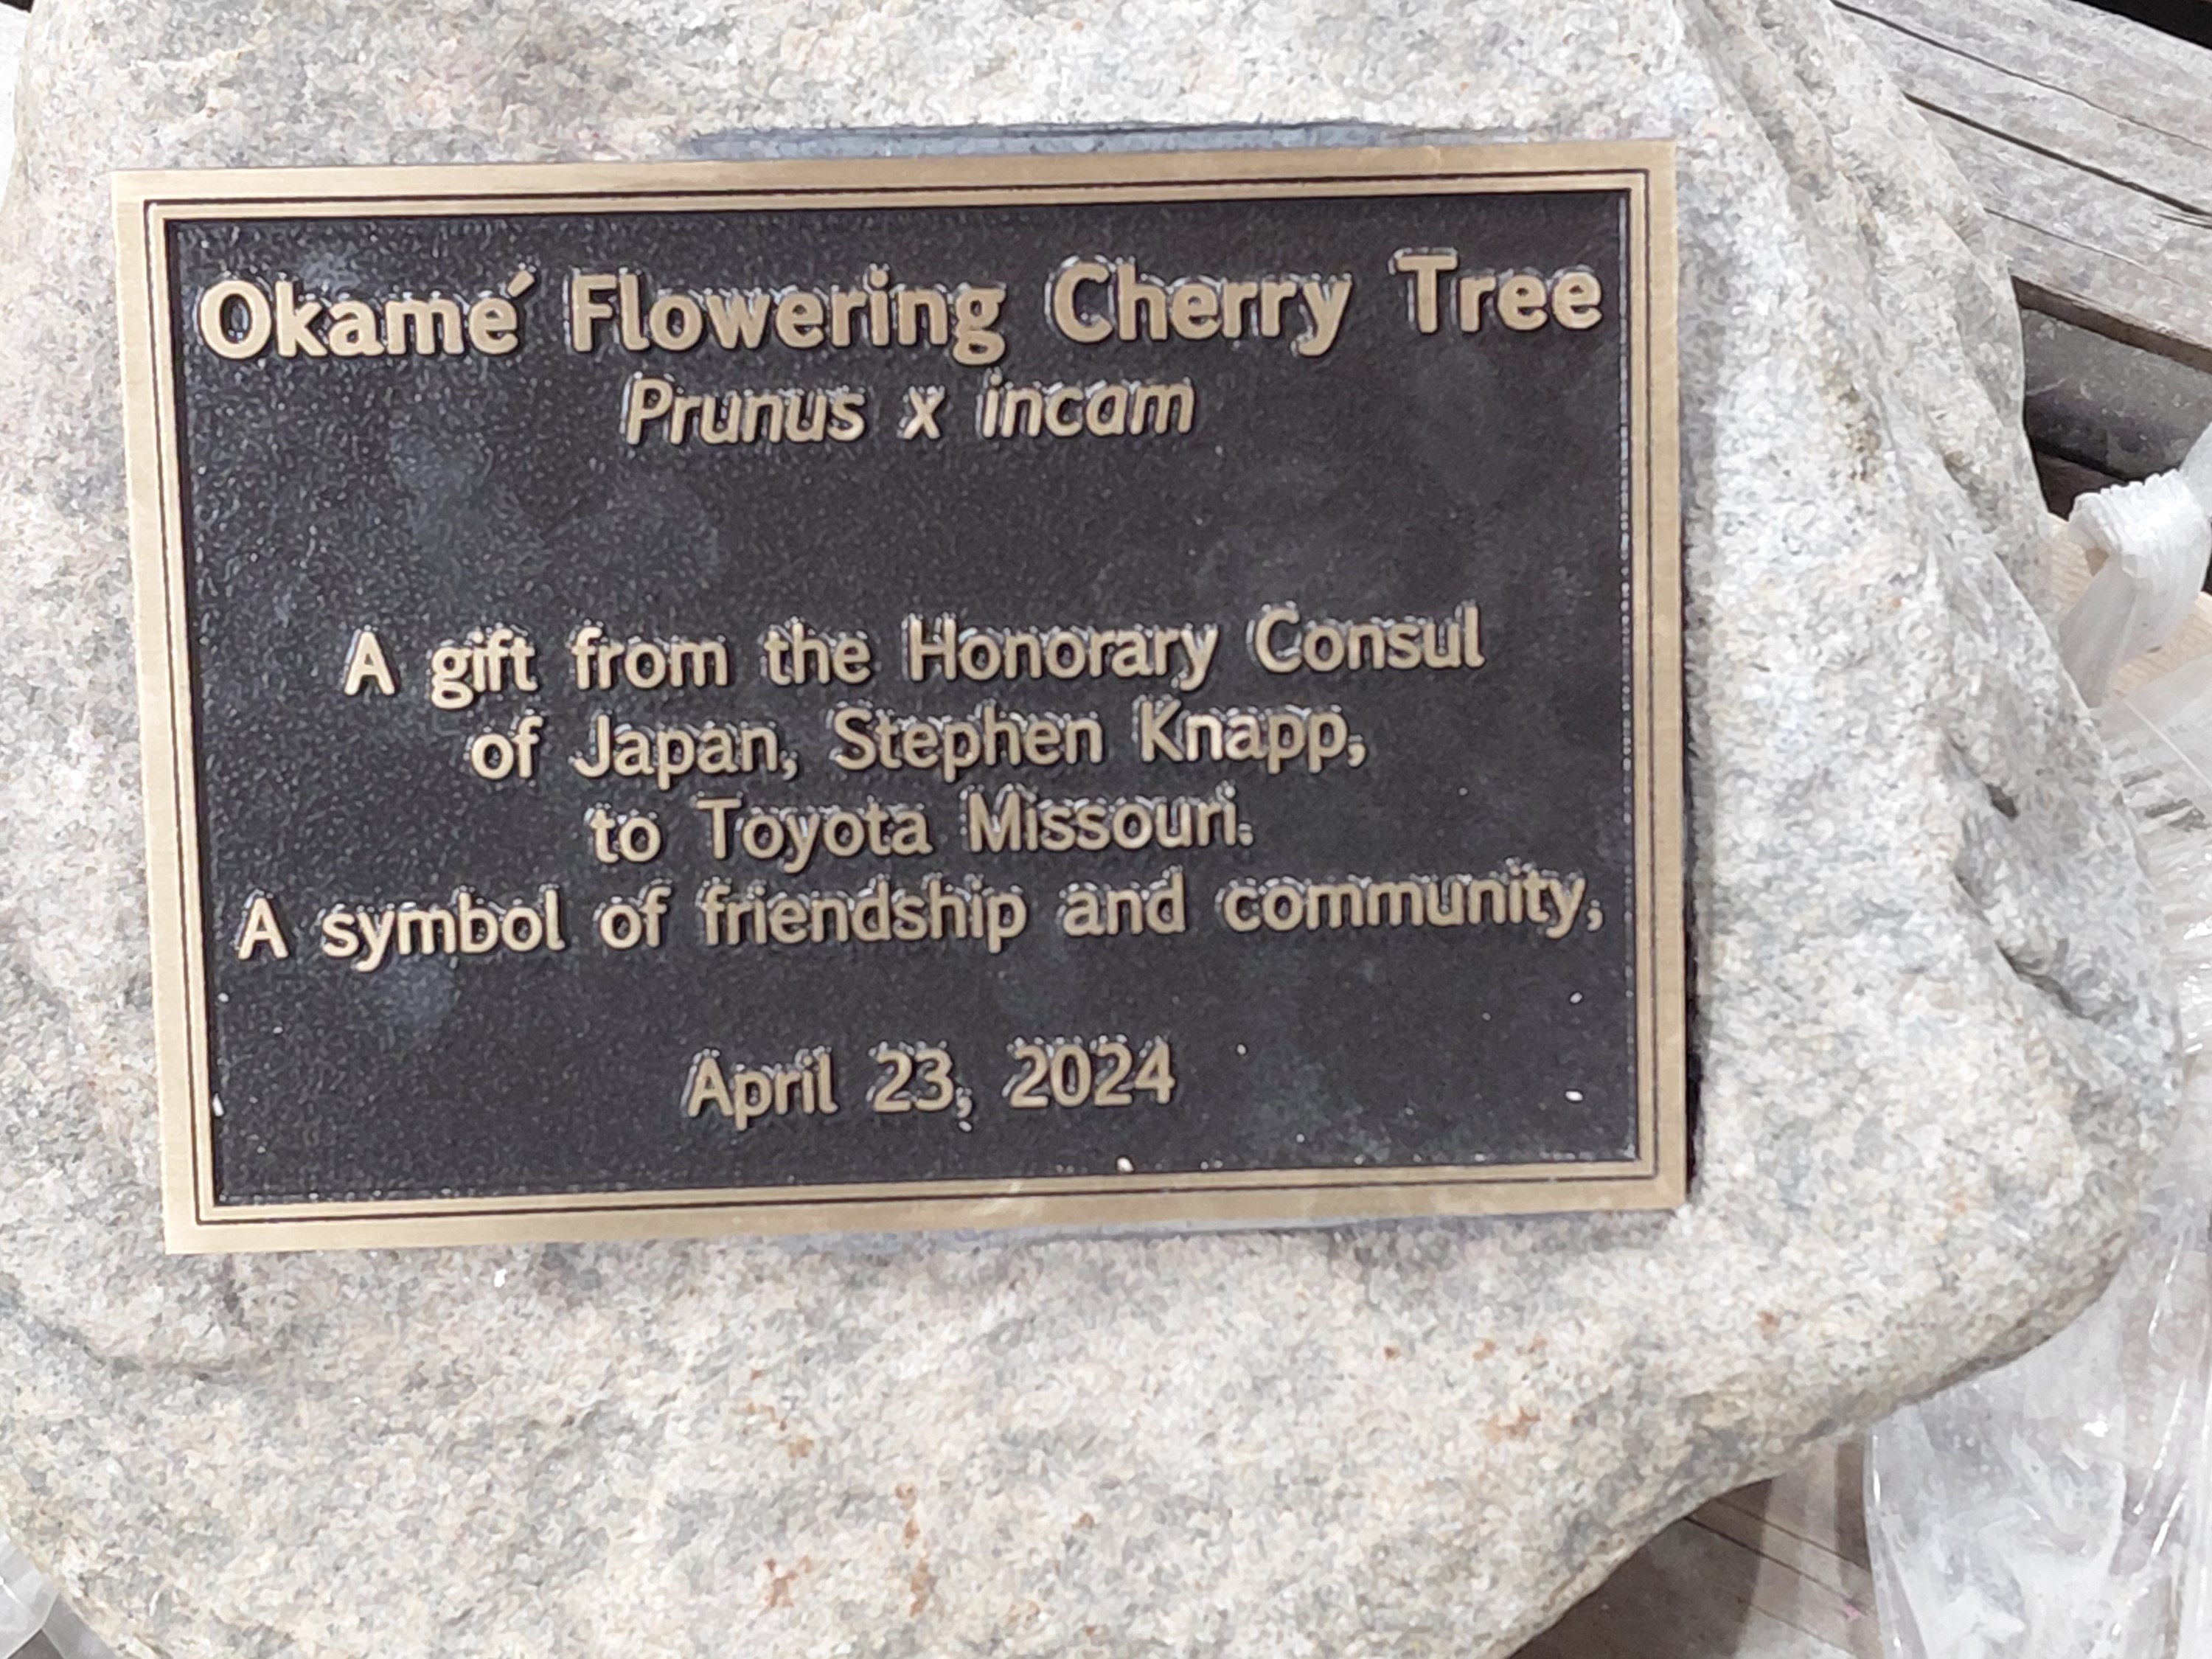 Okamé Flowering Cherry Tree
Prunus x incam
A gift from the Honorary Consul
of Japan, Stephen Knapp,
to Toyota Missouri.
A symbol of friendship and community,
April 23, 2024